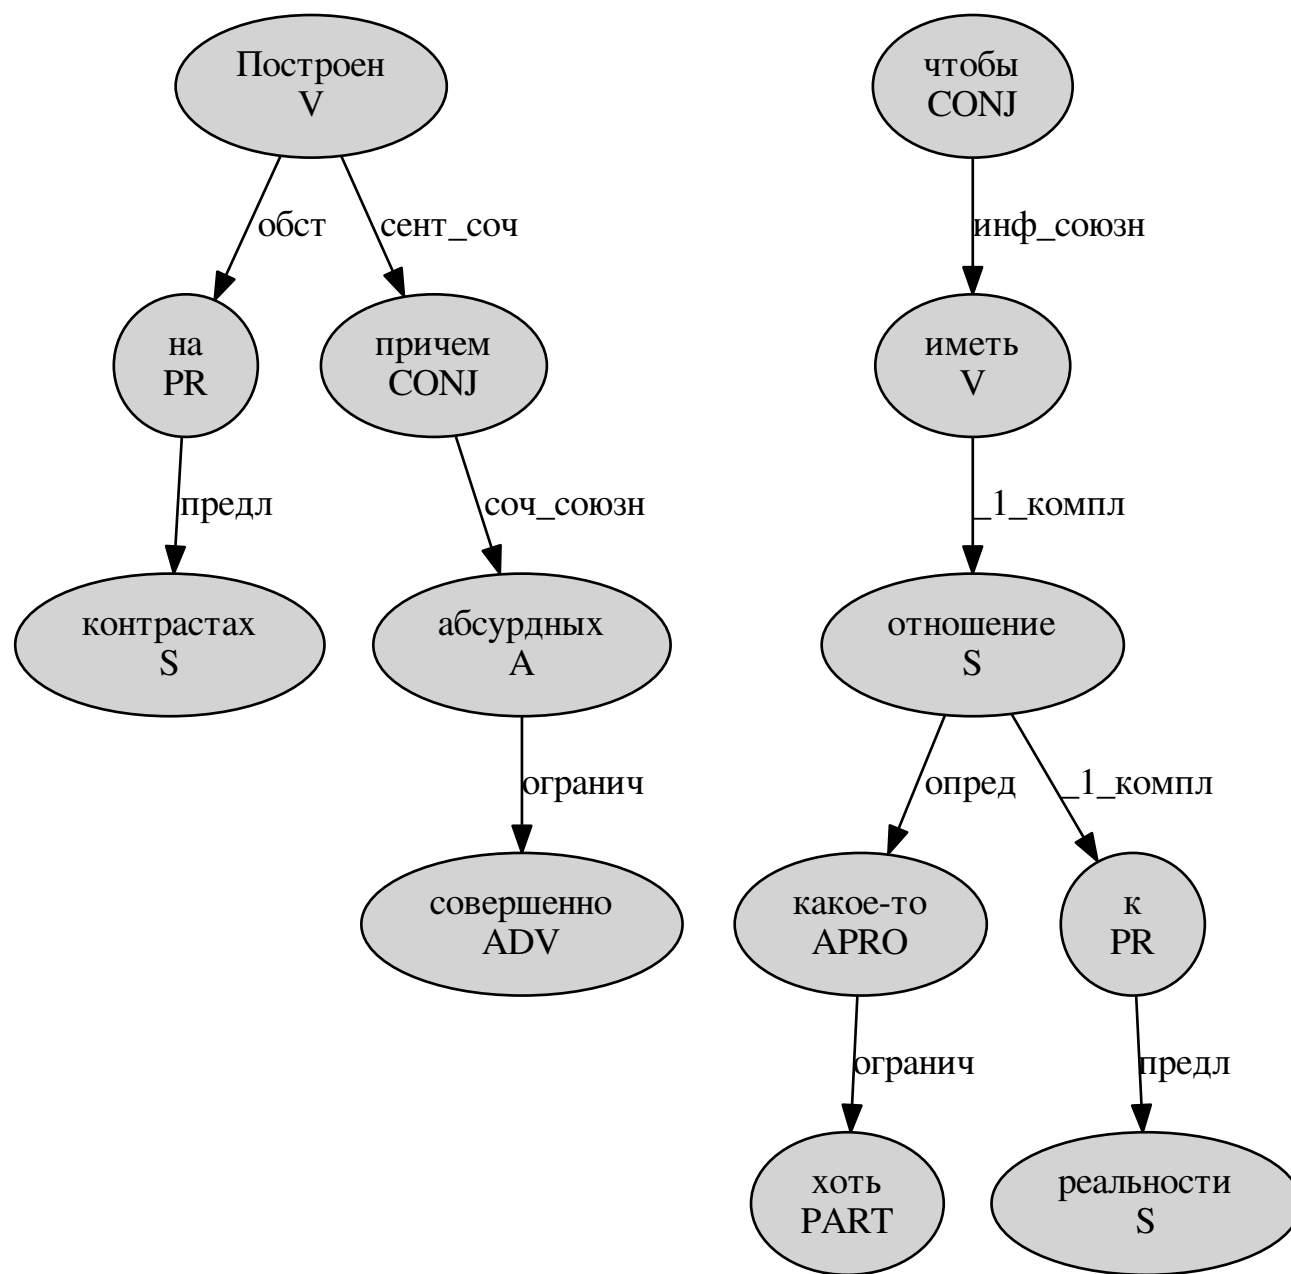 Построен
V
чтобы
CONJ
обст
сент_соч
инф_союзн
на
PR
причем
CONJ
иметь
V
предл
соч_союзн
_1_компл
контрастах
S
абсурдных
A
отношение
S
огранич
опред
_1_компл
совершенно
ADV
какое-то
APRO
к
PR
огранич
предл
хоть
PART
реальности
S